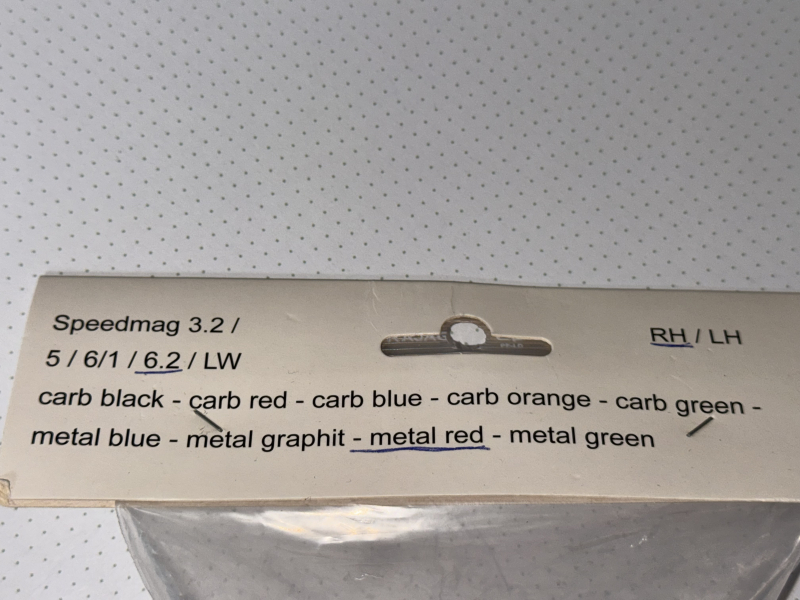 Speedmag 3.2 /
RH / LH
5 / 6/1 / 6.2 / LW
carb black - carb red - carb blue - carb orange - carb green -
metal blue - metal graphit - metal red - metal green